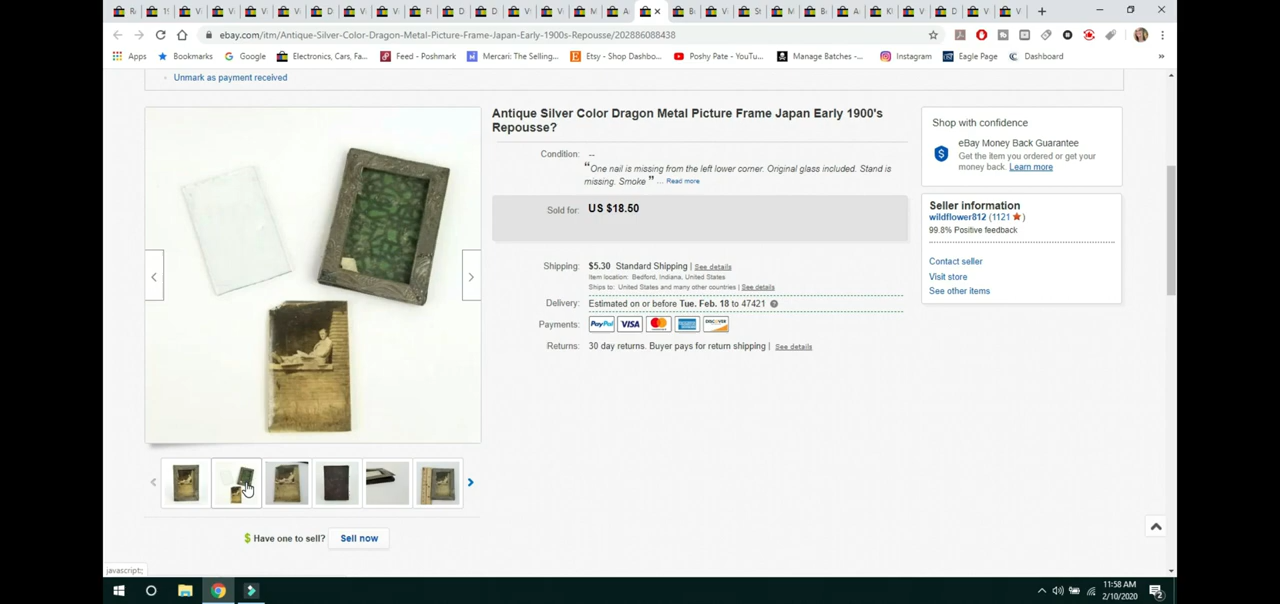 ebay.com/itm/Antique-Silver-Color-Dragon-Metal-Picture-Frame-Japan-Early-1900s-Repousse/202886088438
Apps Bookmarks Google Electronics, Cars, Fa... Feed - Poshmark Mercari: The Selling... Etsy - Shop Dashbo... Poshy Pate - YouTu... Manage Batches -... Instagram Eagle Page Dashboard »
Unmark as payment received
Antique Silver Color Dragon Metal Picture Frame Japan Early 1900's
Repousse?
Condition: --
"One nail is missing from the left lower corner. Original glass included. Stand is
missing. Smoke " ... Read more
Sold for: US $18.50
Shipping: $5.30 Standard Shipping | See details
Item location: Bedford, Indiana, United States
Ships to: United States and many other countries | See details
Delivery: Estimated on or before Tue. Feb. 18 to 47421
Payments: PayPal VISA MasterCard DISCOVER
Returns: 30 day returns. Buyer pays for return shipping | See details
Shop with confidence
eBay Money Back Guarantee
Get the item you ordered or get your
money back. Learn more
Seller information
wildflower812 (1121 )
99.8% Positive feedback
Contact seller
Visit store
See other items
$ Have one to sell? Sell now
javascript:;
11:58 AM
2/10/2020
2